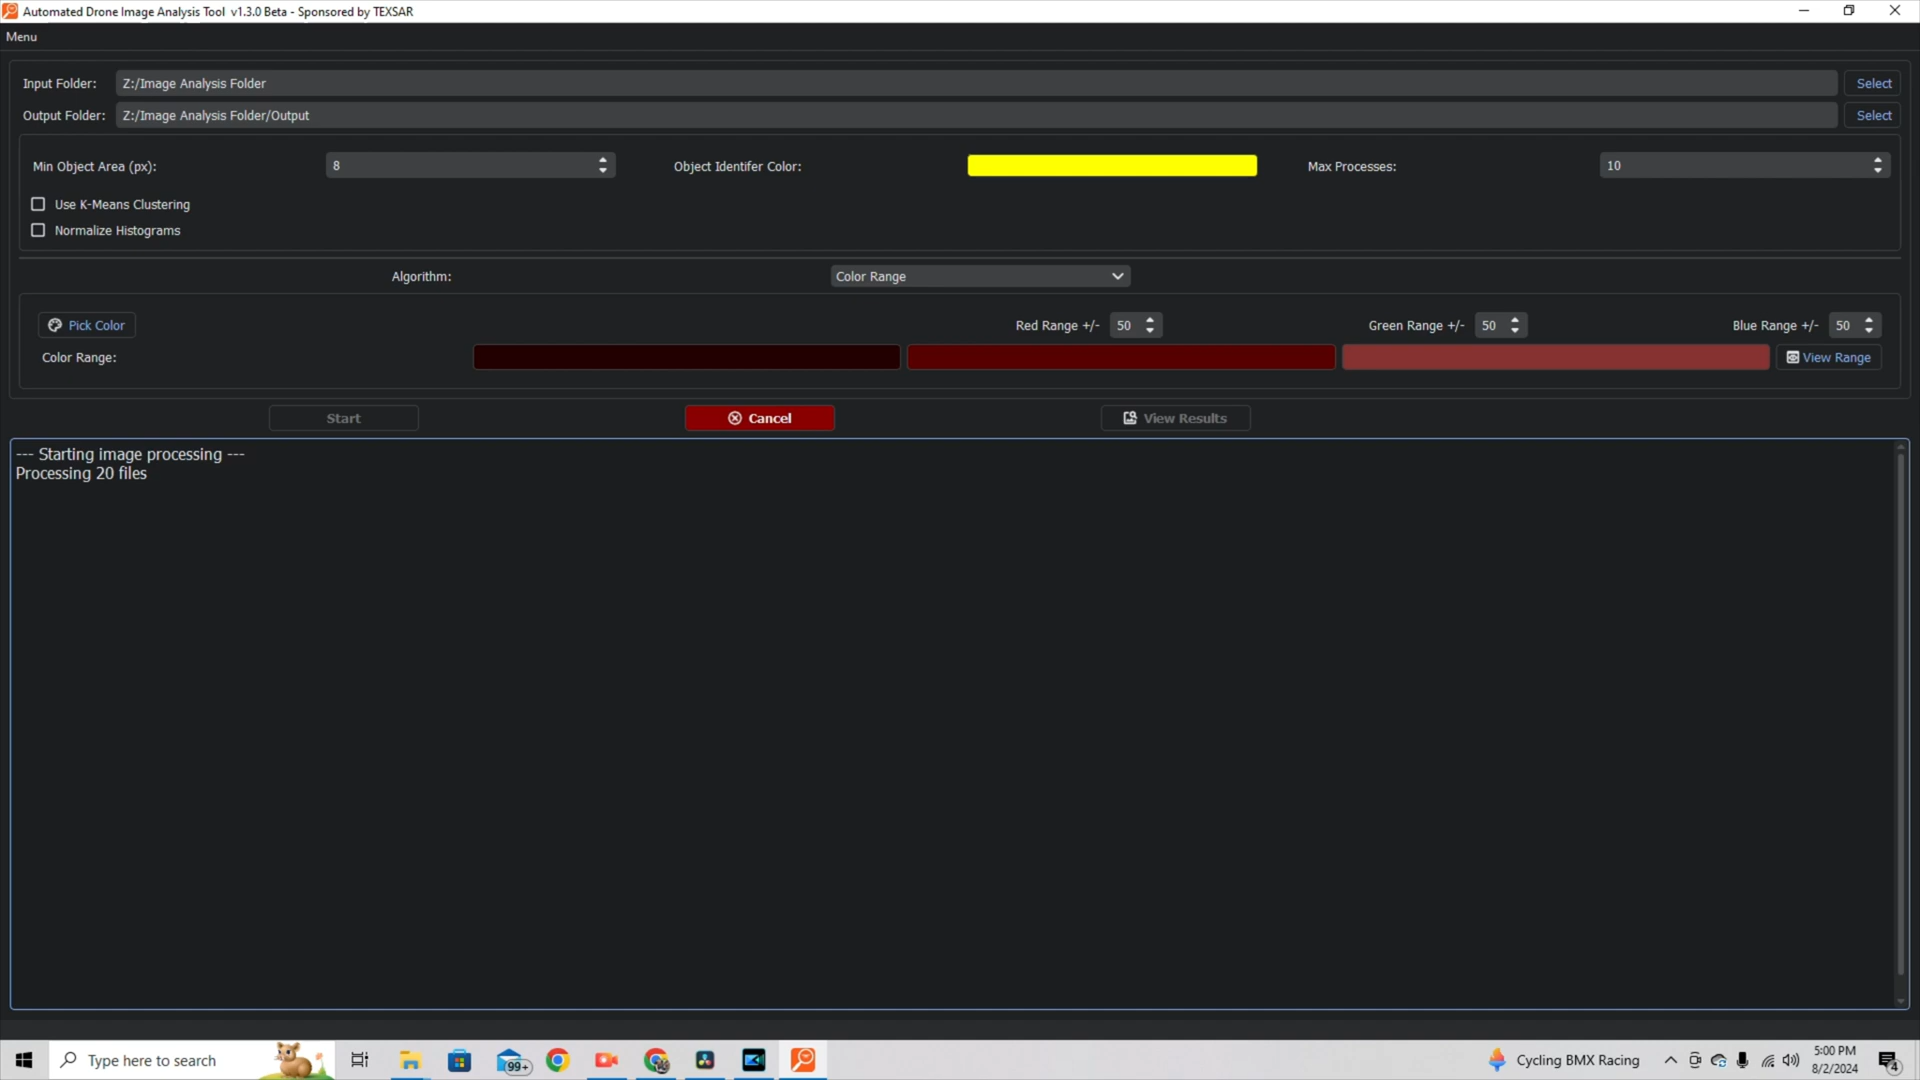 Automated Drone Image Analysis Tool v1.3.0 Beta - Sponsored by TEXSAR
Menu
Input Folder: Z:/Image Analysis Folder Select
Output Folder: Z:/Image Analysis Folder/Output Select
Min Object Area (px): 8 Object Identifer Color: Max Processes: 10
Use K-Means Clustering
Normalize Histograms
Algorithm: Color Range
Pick Color Red Range +/- 50 Green Range +/- 50 Blue Range +/- 50
Color Range: View Range
Start Cancel View Results
--- Starting image processing ---
Processing 20 files
Type here to search 99+ Cycling BMX Racing 5:00 PM
8/2/2024 4